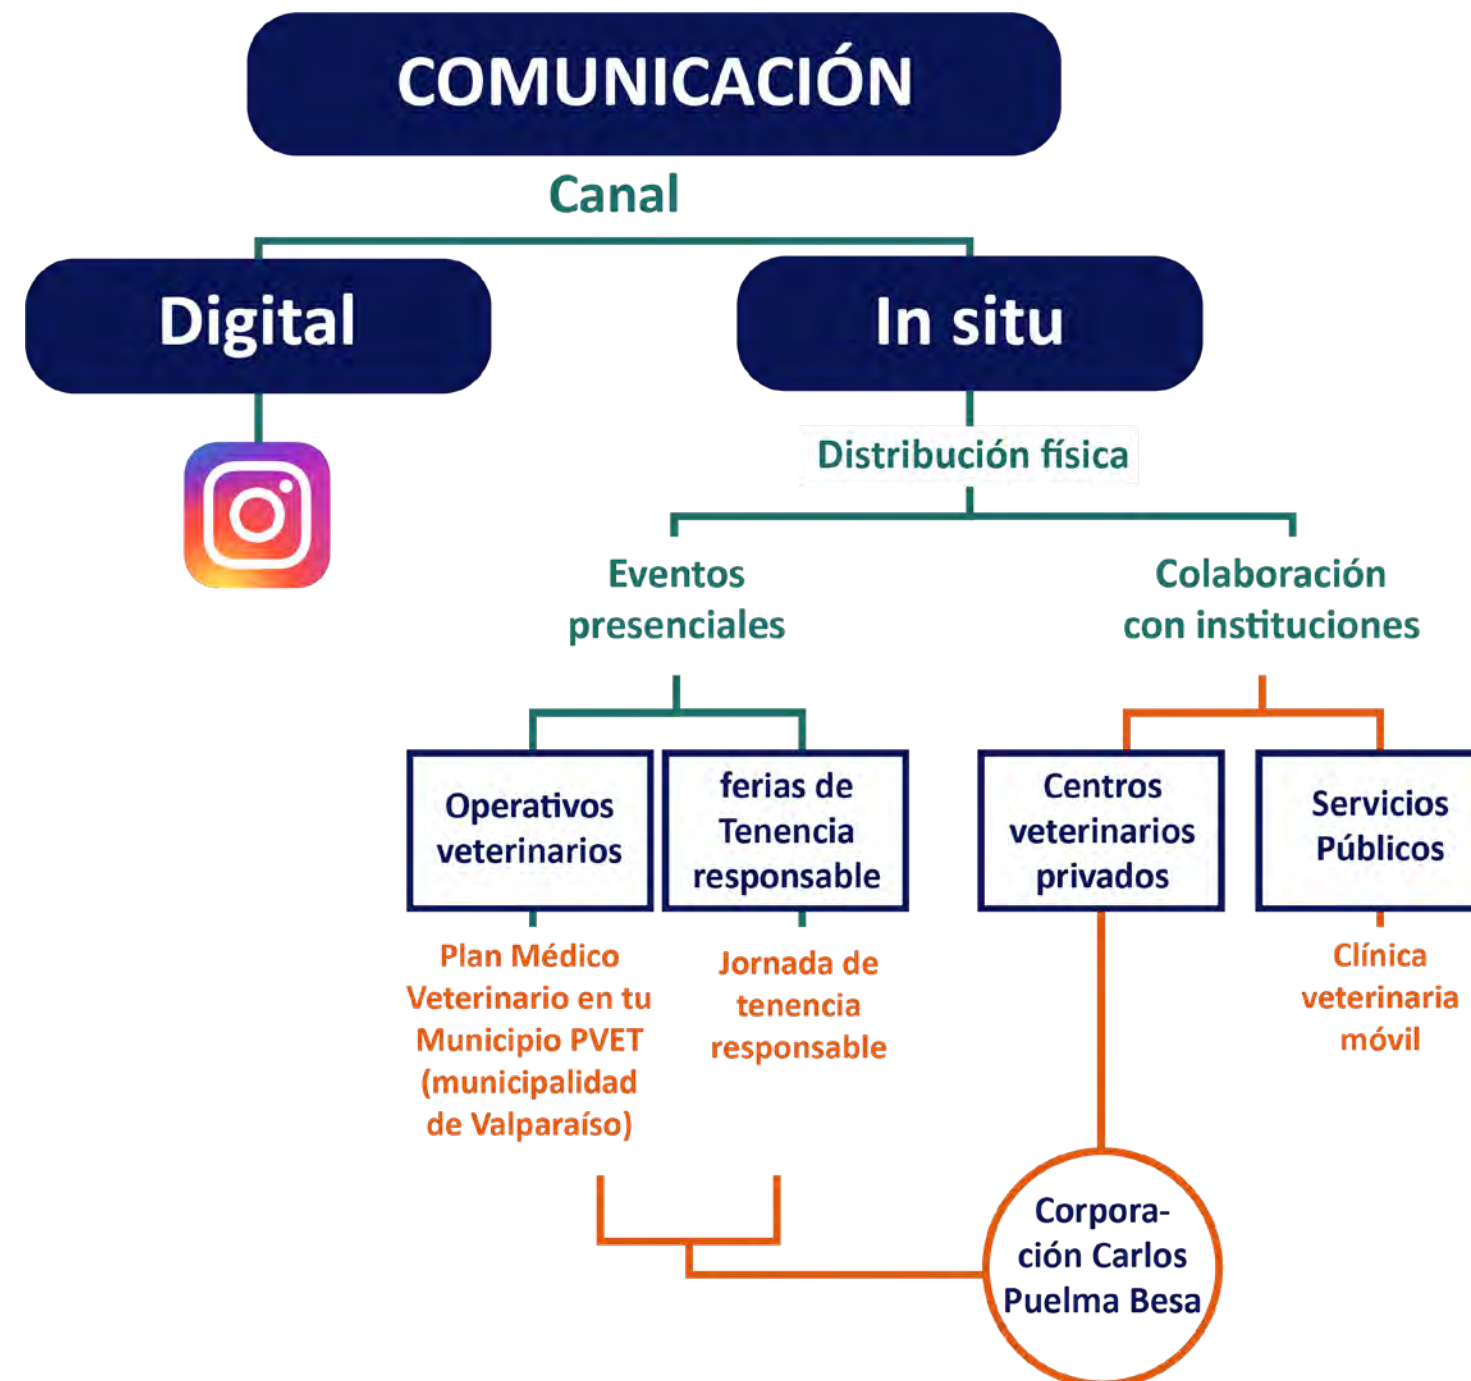 COMUNICACIÓN
Canal
Digital
In situ
Distribución física
Eventos
presenciales
Colaboración
con instituciones
Operativos
veterinarios
ferias de
Tenencia
responsable
Centros
veterinarios
privados
Servicios
Públicos
Plan Médico
Veterinario en tu
Municipio PVET
(municipalidad
de Valparaíso)
Jornada de
tenencia
responsable
Clínica
veterinaria
móvil
Corpora-
ción Carlos
Puelma Besa